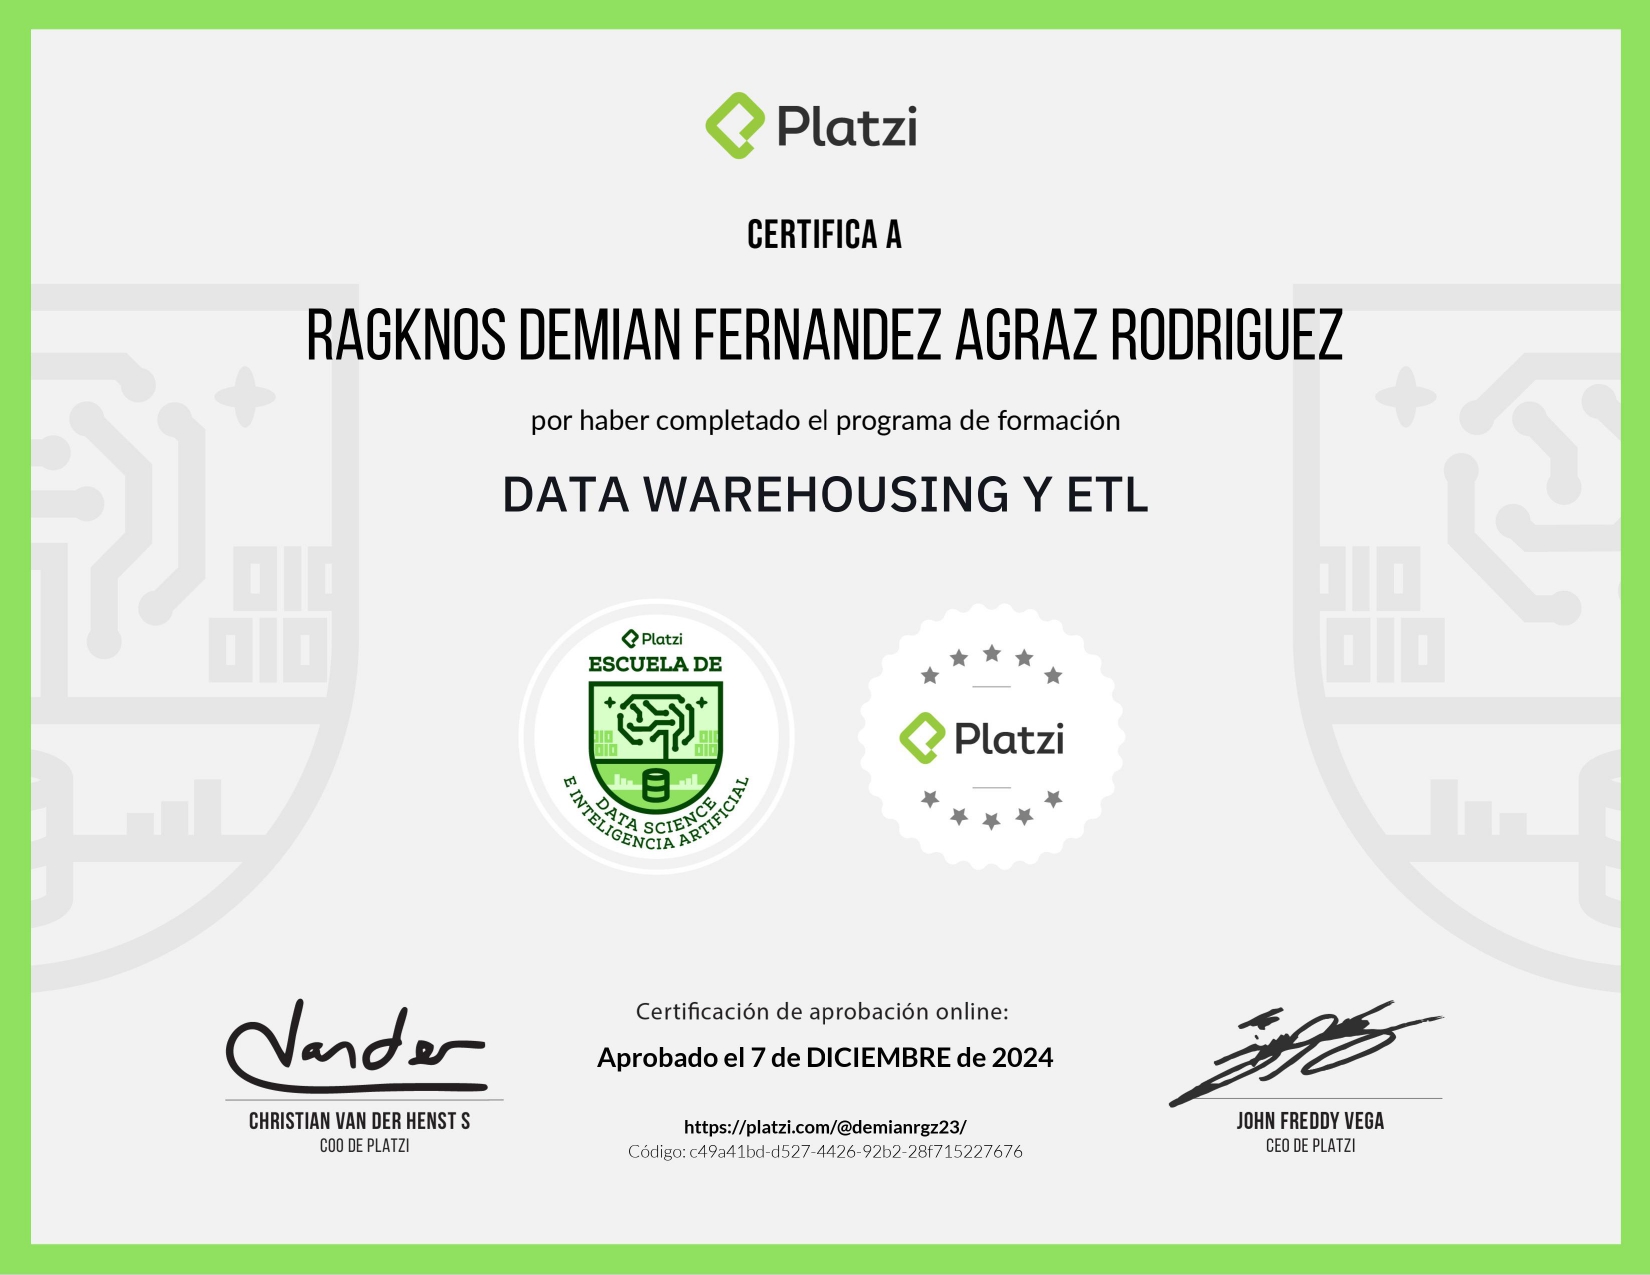 Platzi
CERTIFICA A
RAGKNOS DEMIAN FERNANDEZ AGRAZ RODRIGUEZ
por haber completado el programa de formación
DATA WAREHOUSING Y ETL
Platzi
ESCUELA DE
DATA SCIENCE
E INTELIGENCIA ARTIFICIAL
Platzi
Vander
CHRISTIAN VAN DER HENST S
COO DE PLATZI
Certificación de aprobación online:
Aprobado el 7 de DICIEMBRE de 2024
https://platzi.com/@demianrgz23/
Código: c49a41bd-d527-4426-92b2-28f715227676
JOHN FREDDY VEGA
CEO DE PLATZI